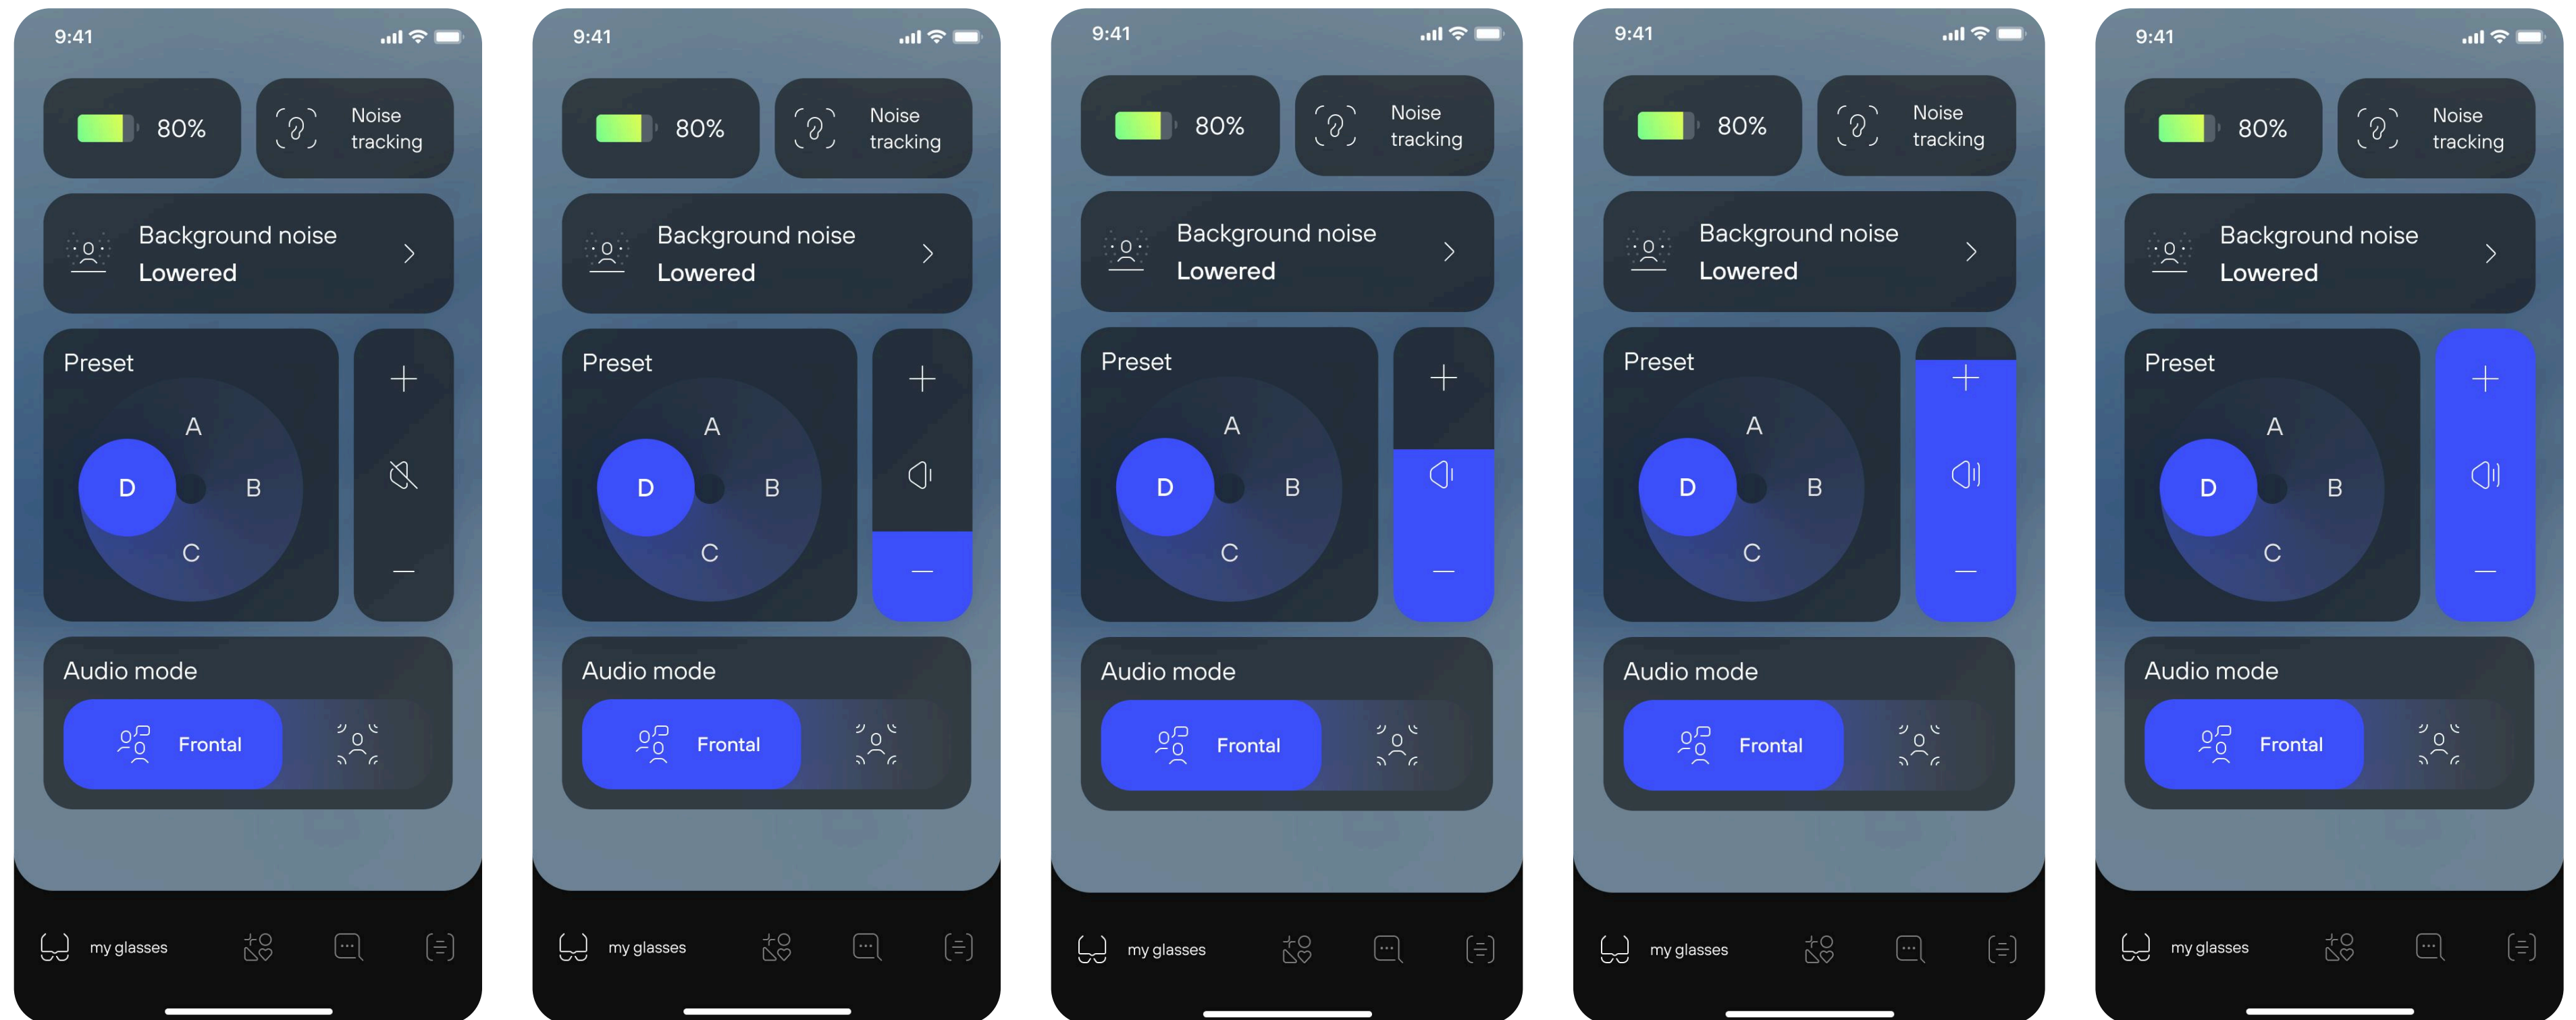 9:41
80%
Noise
tracking
Background noise
Lowered
Preset
A
D
B
C
Audio mode
Frontal
my glasses
9:41
80%
Noise
tracking
Background noise
Lowered
Preset
A
D
B
C
Audio mode
Frontal
my glasses
9:41
80%
Noise
tracking
Background noise
Lowered
Preset
A
D
B
C
Audio mode
Frontal
my glasses
9:41
80%
Noise
tracking
Background noise
Lowered
Preset
A
D
B
C
Audio mode
Frontal
my glasses
9:41
80%
Noise
tracking
Background noise
Lowered
Preset
A
D
B
C
Audio mode
Frontal
my glasses